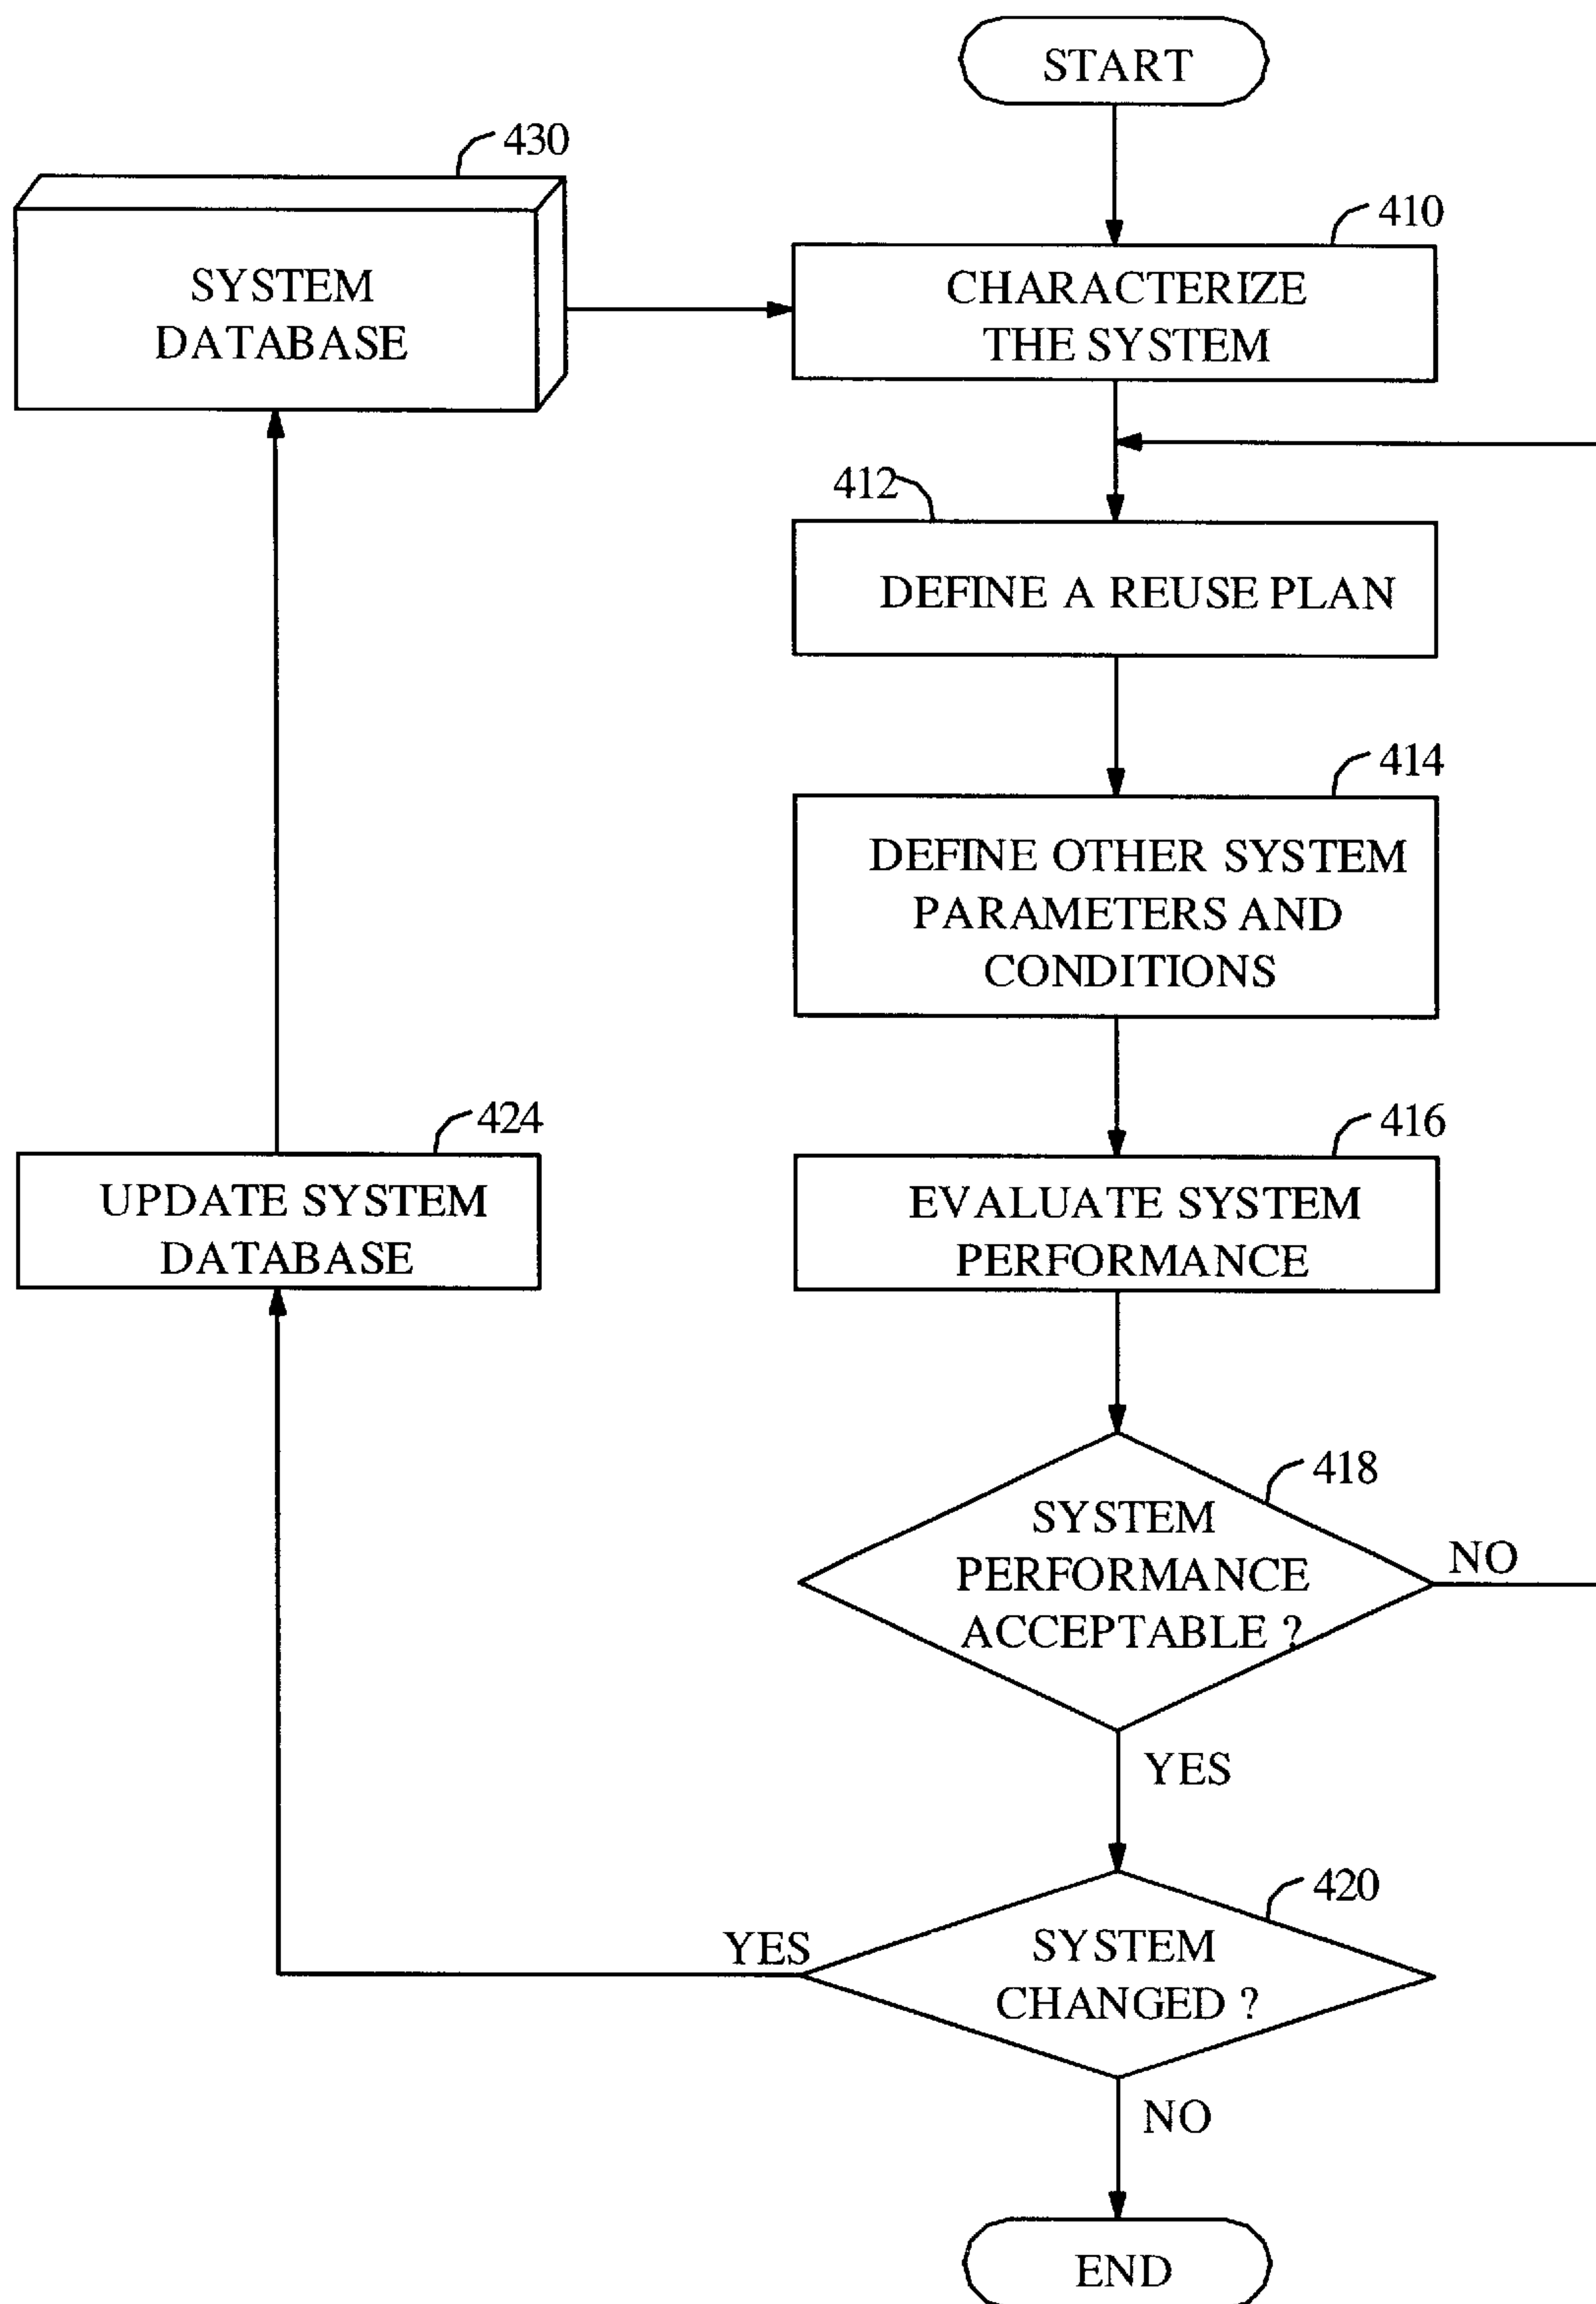 START
430
SYSTEM
DATABASE
410
CHARACTERIZE
THE SYSTEM
412
DEFINE A REUSE PLAN
414
DEFINE OTHER SYSTEM
PARAMETERS AND
CONDITIONS
424
UPDATE SYSTEM
DATABASE
416
EVALUATE SYSTEM
PERFORMANCE
418
SYSTEM
PERFORMANCE
ACCEPTABLE ?
NO
YES
420
YES
SYSTEM
CHANGED ?
NO
END